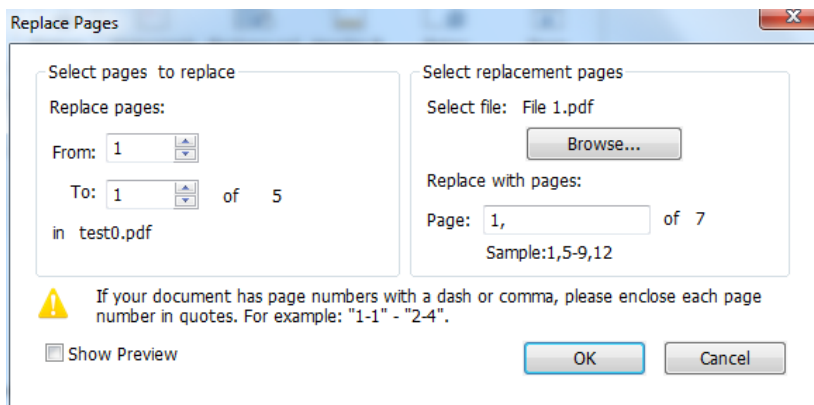 Replace Pages
Select pages to replace
Replace pages:
From: 1
To: 1 of 5
in test0.pdf
Select replacement pages
Select file: File 1.pdf
Browse...
Replace with pages:
Page: 1, of 7
Sample:1,5-9,12
If your document has page numbers with a dash or comma, please enclose each page
number in quotes. For example: "1-1" - "2-4".
Show Preview
OK
Cancel